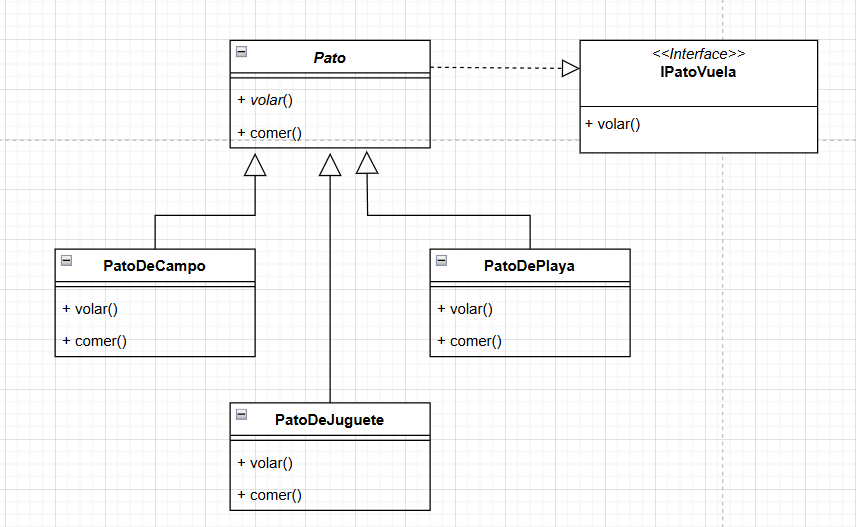 Pato
+ volar()
+ comer()
<<Interface>>
IPatoVuela
+ volar()
PatoDeCampo
+ volar()
+ comer()
PatoDePlaya
+ volar()
+ comer()
PatoDeJuguete
+ volar()
+ comer()